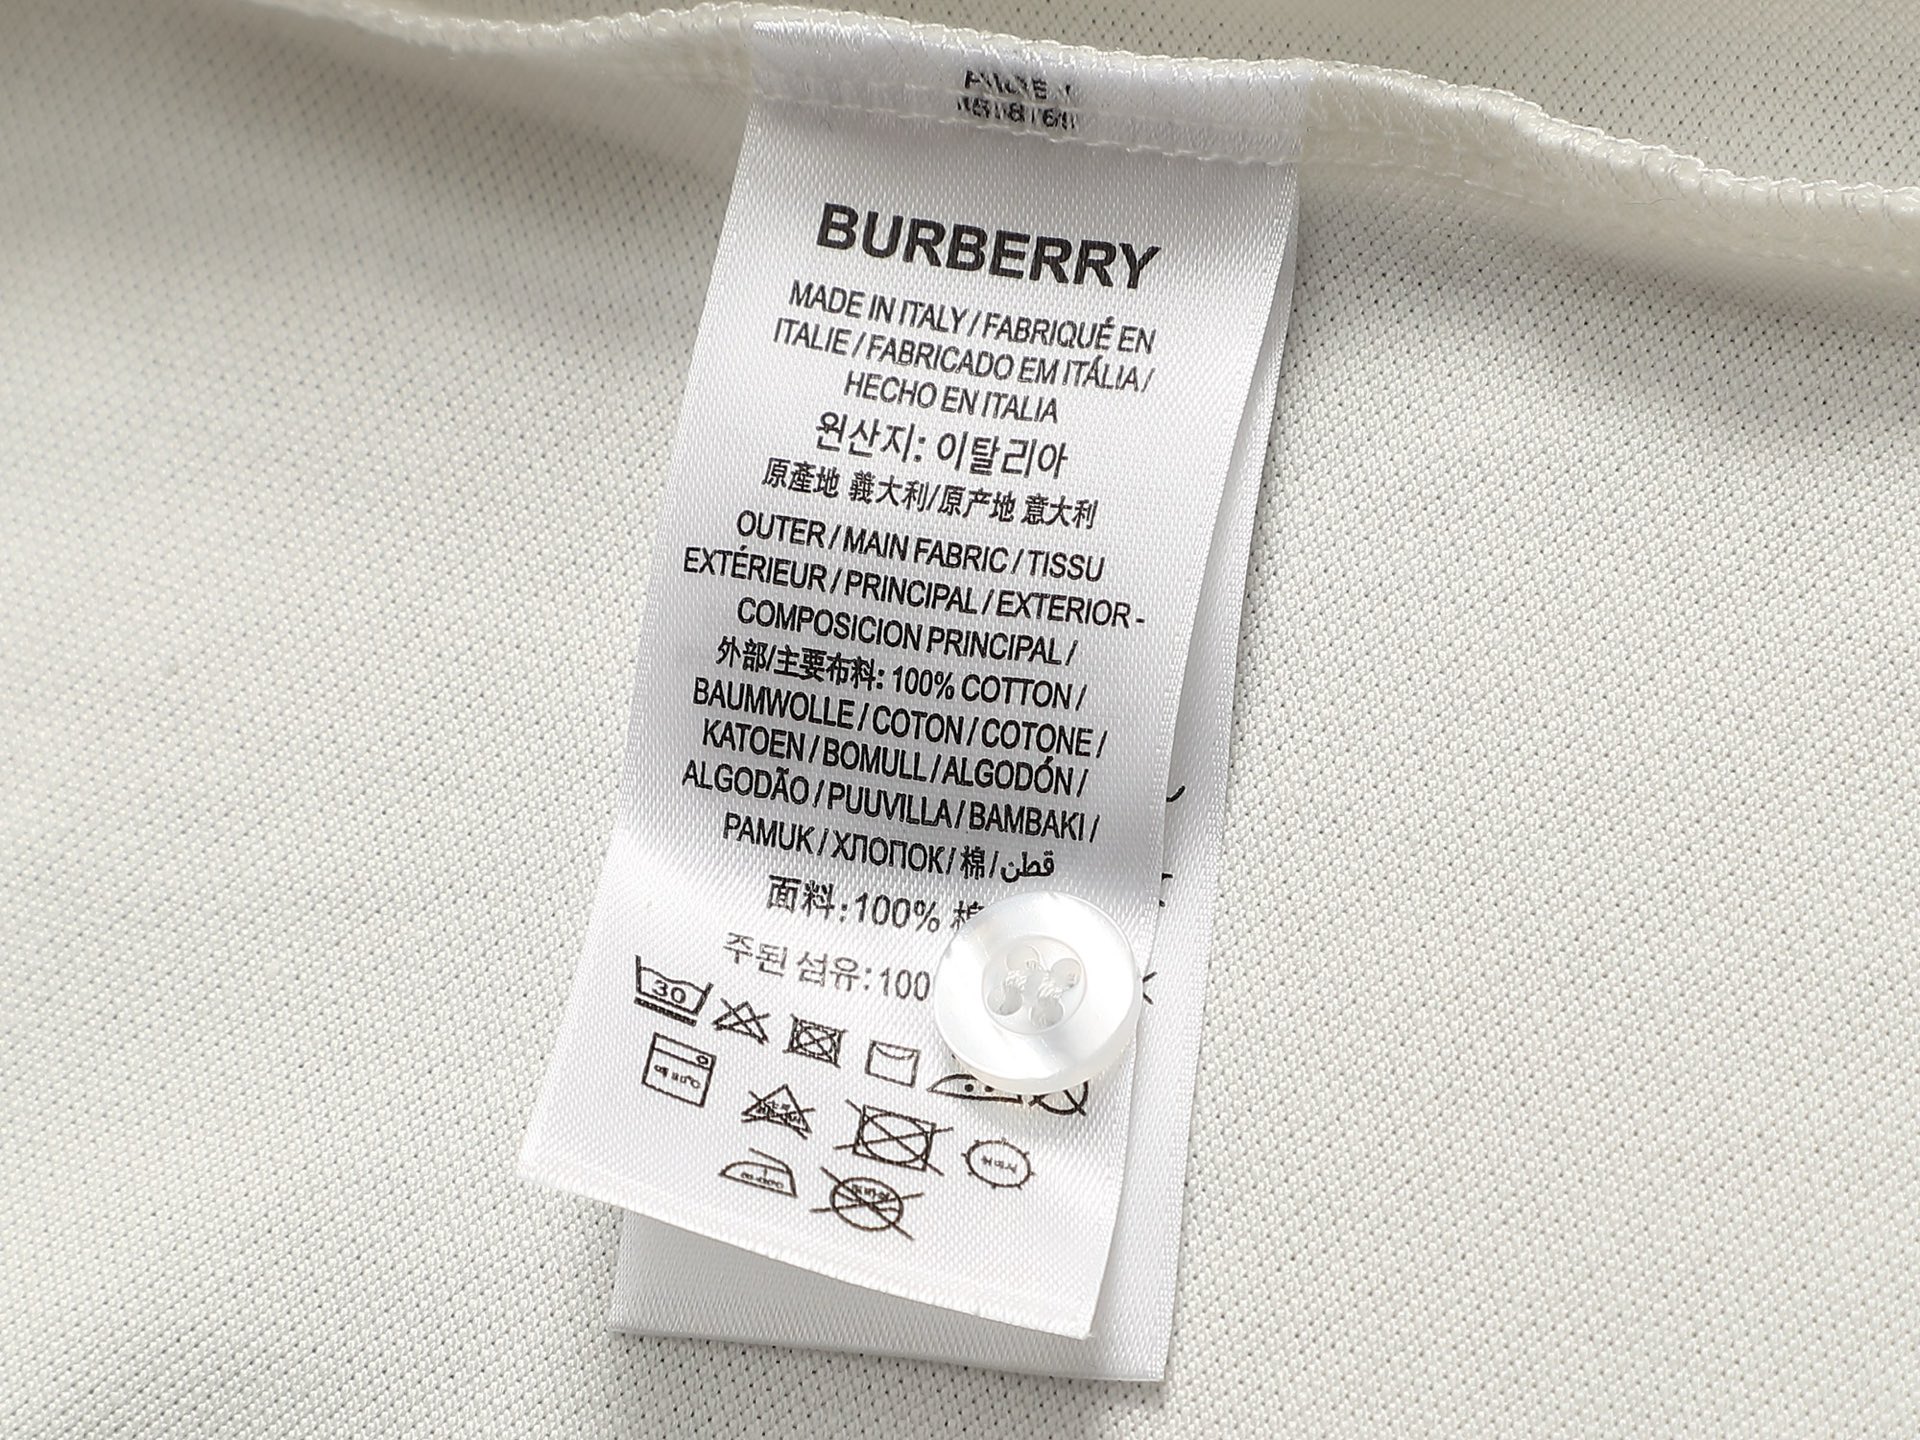 BURBERRY
MADE IN ITALY / FABRIQUÉ EN
ITALIE / FABRICADO EM ITÁLIA /
HECHO EN ITALIA
원산지: 이탈리아
原產地 義大利/原产地 意大利
OUTER / MAIN FABRIC / TISSU
EXTÉRIEUR / PRINCIPAL / EXTERIOR -
COMPOSICION PRINCIPAL /
外部/主要布料: 100% COTTON /
BAUMWOLLE / COTON / COTONE /
KATOEN / BOMULL / ALGODÓN /
ALGODÃO / PUUVILLA / BAMBAKI /
PAMUK / ХЛОПОК / 棉 / قطن
面料:100%
주된 섬유:100
30